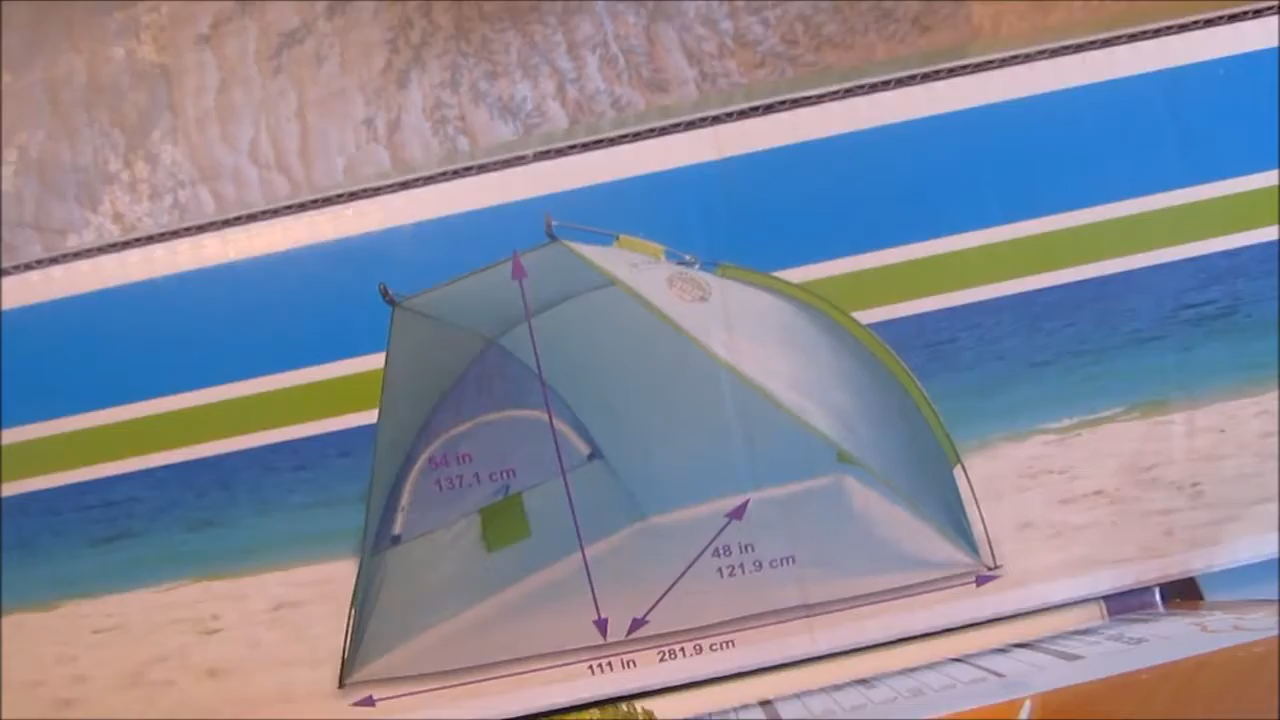 54 in
137.1 cm
48 in
121.9 cm
111 in 281.9 cm